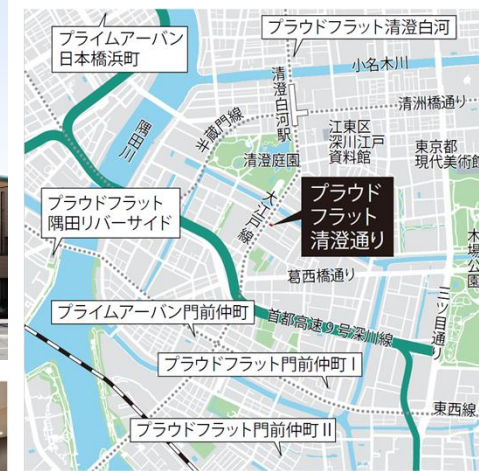 プライムアーバン
日本橋浜町
プラウドフラット清澄白河
小名木川
清澄白河駅
清洲橋通り
半蔵門線
隅田川
江東区
深川江戸
資料館
清澄庭園
東京都
現代美術館
プラウド
フラット
清澄通り
大江戸線
プラウドフラット
隅田リバーサイド
木場公園
葛西橋通り
三ツ目通り
プライムアーバン門前仲町
首都高速9号深川線
プラウドフラット門前仲町Ⅰ
東西線
プラウドフラット門前仲町Ⅱ